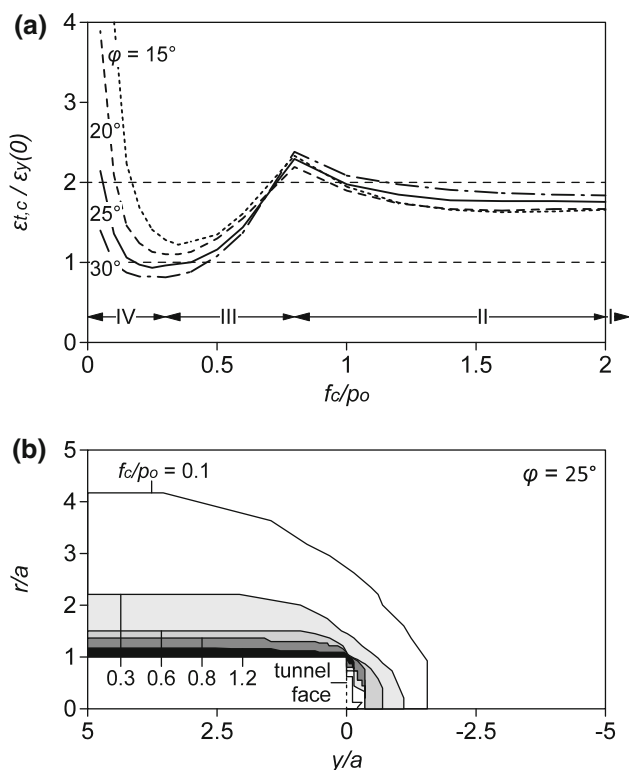 (a)
4
3
2
1
0
φ = 15°
20°
25°
30°
εt,c / εy(0)
IV III II I
0 0.5 1 1.5 2
fc/po
(b)
5
4
3
2
1
0
fc/po = 0.1
φ = 25°
r/a
0.3 0.6 0.8 1.2
tunnel
face
5 2.5 0 -2.5 -5
y/a